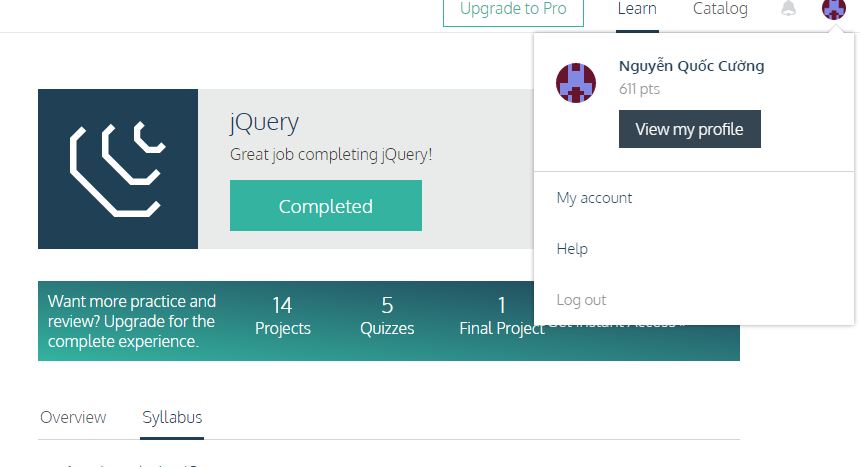 Upgrade to Pro
Learn
Catalog
Nguyễn Quốc Cường
611 pts
View my profile
My account
Help
Log out
jQuery
Great job completing jQuery!
Completed
Want more practice and
review? Upgrade for the
complete experience.
14
Projects
5
Quizzes
1
Final Project
Overview
Syllabus